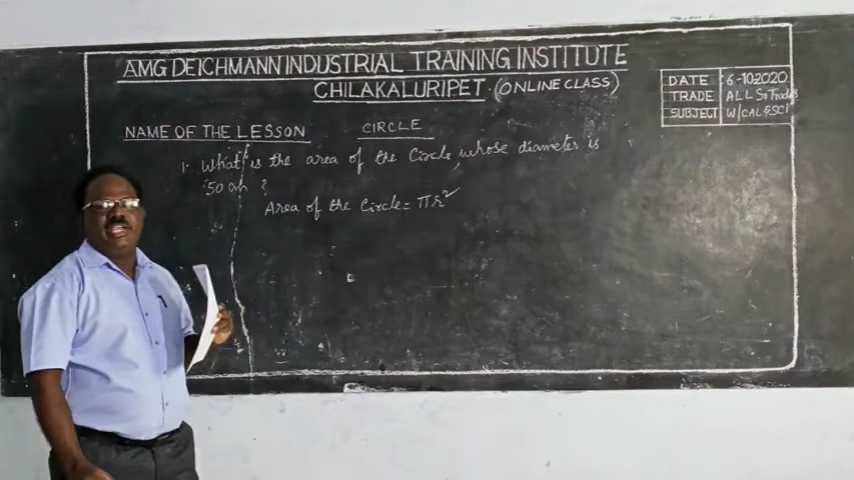 AMG DEICHMANN INDUSTRIAL TRAINING INSTITUTE
CHILAKALURIPET. (ONLINE CLASS)
DATE : 6-10-2020
TRADE ALL
SUBJECT W/CAL & SCI
NAME OF THE LESSON CIRCLE
1. What is the area of the Circle whose diameter is
50 cm ?
Area of the Circle = πr²